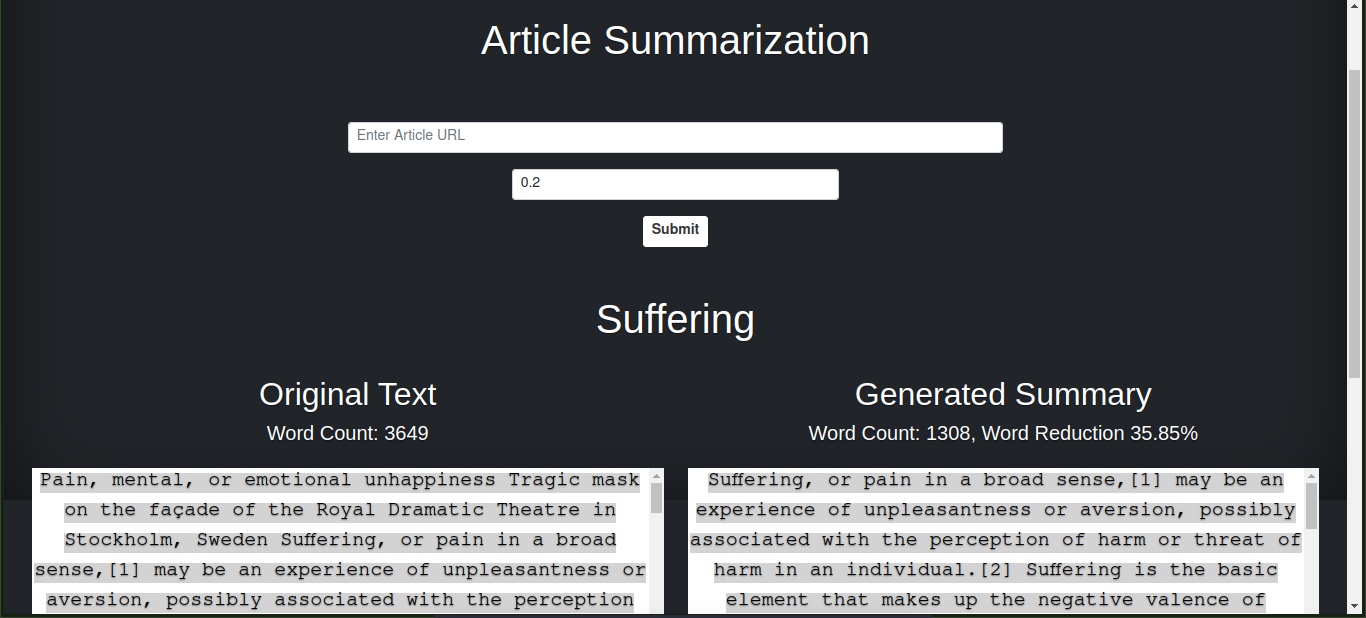 Article Summarization
Enter Article URL
0.2
Submit
Suffering
Original Text
Word Count: 3649
Pain, mental, or emotional unhappiness Tragic mask
on the façade of the Royal Dramatic Theatre in
Stockholm, Sweden Suffering, or pain in a broad
sense,[1] may be an experience of unpleasantness or
aversion, possibly associated with the perception
Generated Summary
Word Count: 1308, Word Reduction 35.85%
Suffering, or pain in a broad sense,[1] may be an
experience of unpleasantness or aversion, possibly
associated with the perception of harm or threat of
harm in an individual.[2] Suffering is the basic
element that makes up the negative valence of